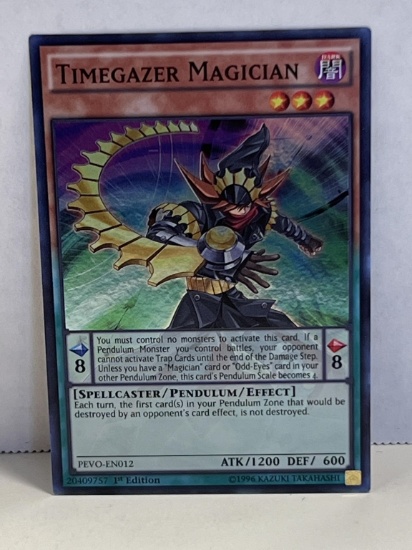 TIMEGAZER MAGICIAN 闇
You must control no monsters to activate this card. If a
Pendulum Monster you control battles, your opponent
cannot activate Trap Cards until the end of the Damage Step.
Unless you have a "Magician" card or "Odd-Eyes" card in your
other Pendulum Zone, this card's Pendulum Scale becomes 4.
8 8
[SPELLCASTER/PENDULUM/EFFECT]
Each turn, the first card(s) in your Pendulum Zone that would be
destroyed by an opponent's card effect, is not destroyed.
PEVO-EN012 ATK/1200 DEF/ 600
20409757 1st Edition ©1996 KAZUKI TAKAHASHI